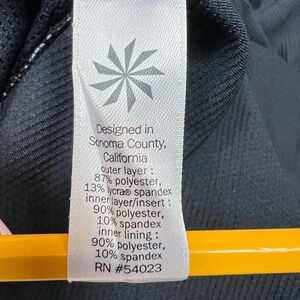 Designed in
Sonoma County,
California
outer layer :
87% polyester,
13% lycra® spandex
inner layer/insert :
90% polyester,
10% spandex
inner lining :
90% polyester,
10% spandex
RN #54023